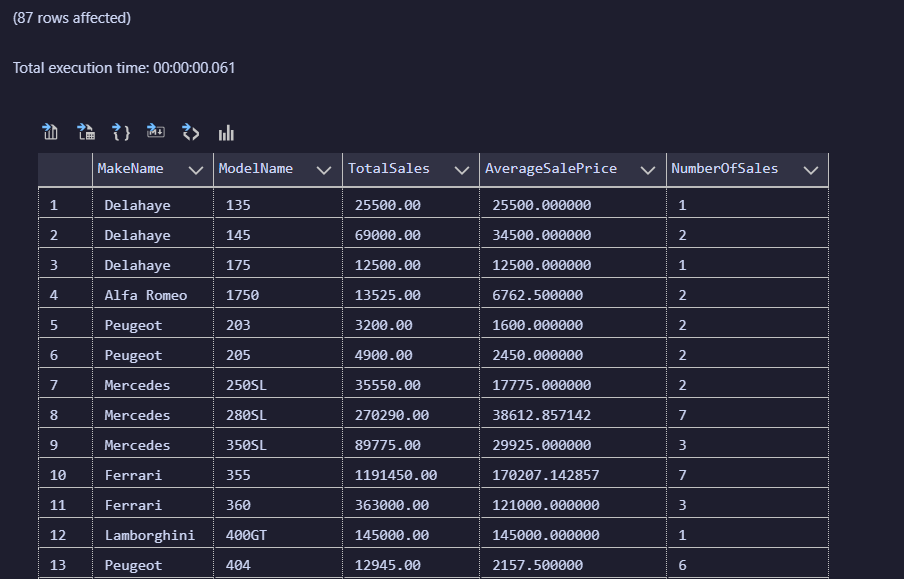 (87 rows affected)
Total execution time: 00:00:00.061
MakeName ModelName TotalSales AverageSalePrice NumberOfSales
1 Delahaye 135 25500.00 25500.000000 1
2 Delahaye 145 69000.00 34500.000000 2
3 Delahaye 175 12500.00 12500.000000 1
4 Alfa Romeo 1750 13525.00 6762.500000 2
5 Peugeot 203 3200.00 1600.000000 2
6 Peugeot 205 4900.00 2450.000000 2
7 Mercedes 250SL 35550.00 17775.000000 2
8 Mercedes 280SL 270290.00 38612.857142 7
9 Mercedes 350SL 89775.00 29925.000000 3
10 Ferrari 355 1191450.00 170207.142857 7
11 Ferrari 360 363000.00 121000.000000 3
12 Lamborghini 400GT 145000.00 145000.000000 1
13 Peugeot 404 12945.00 2157.500000 6